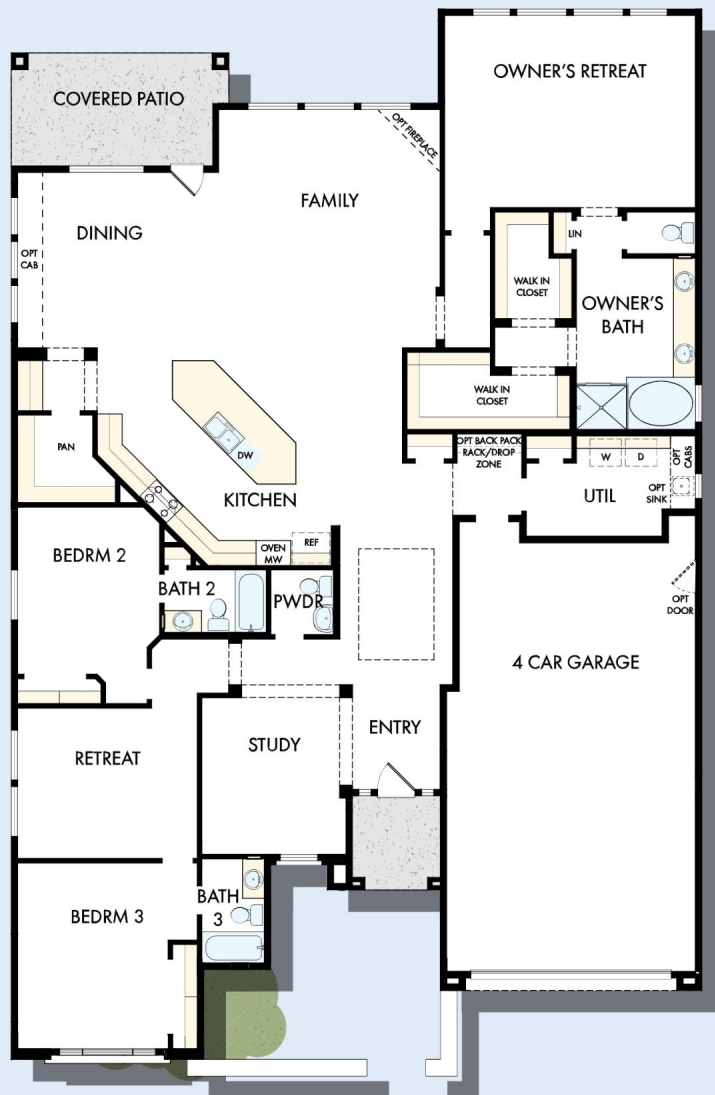 OWNER'S RETREAT
COVERED PATIO
OPT FIREPLACE
FAMILY
DINING
LIN
OPT
CAB
WALK IN
CLOSET
OWNER'S
BATH
WALK IN
CLOSET
DW
PAN
OPT BACK PACK
RACK/DROP
ZONE
W
D
OPT
CABS
UTIL
OPT
SINK
KITCHEN
OVEN
MW
REF
BEDRM 2
BATH 2
PWDR
OPT
DOOR
4 CAR GARAGE
RETREAT
STUDY
ENTRY
BEDRM 3
BATH
3